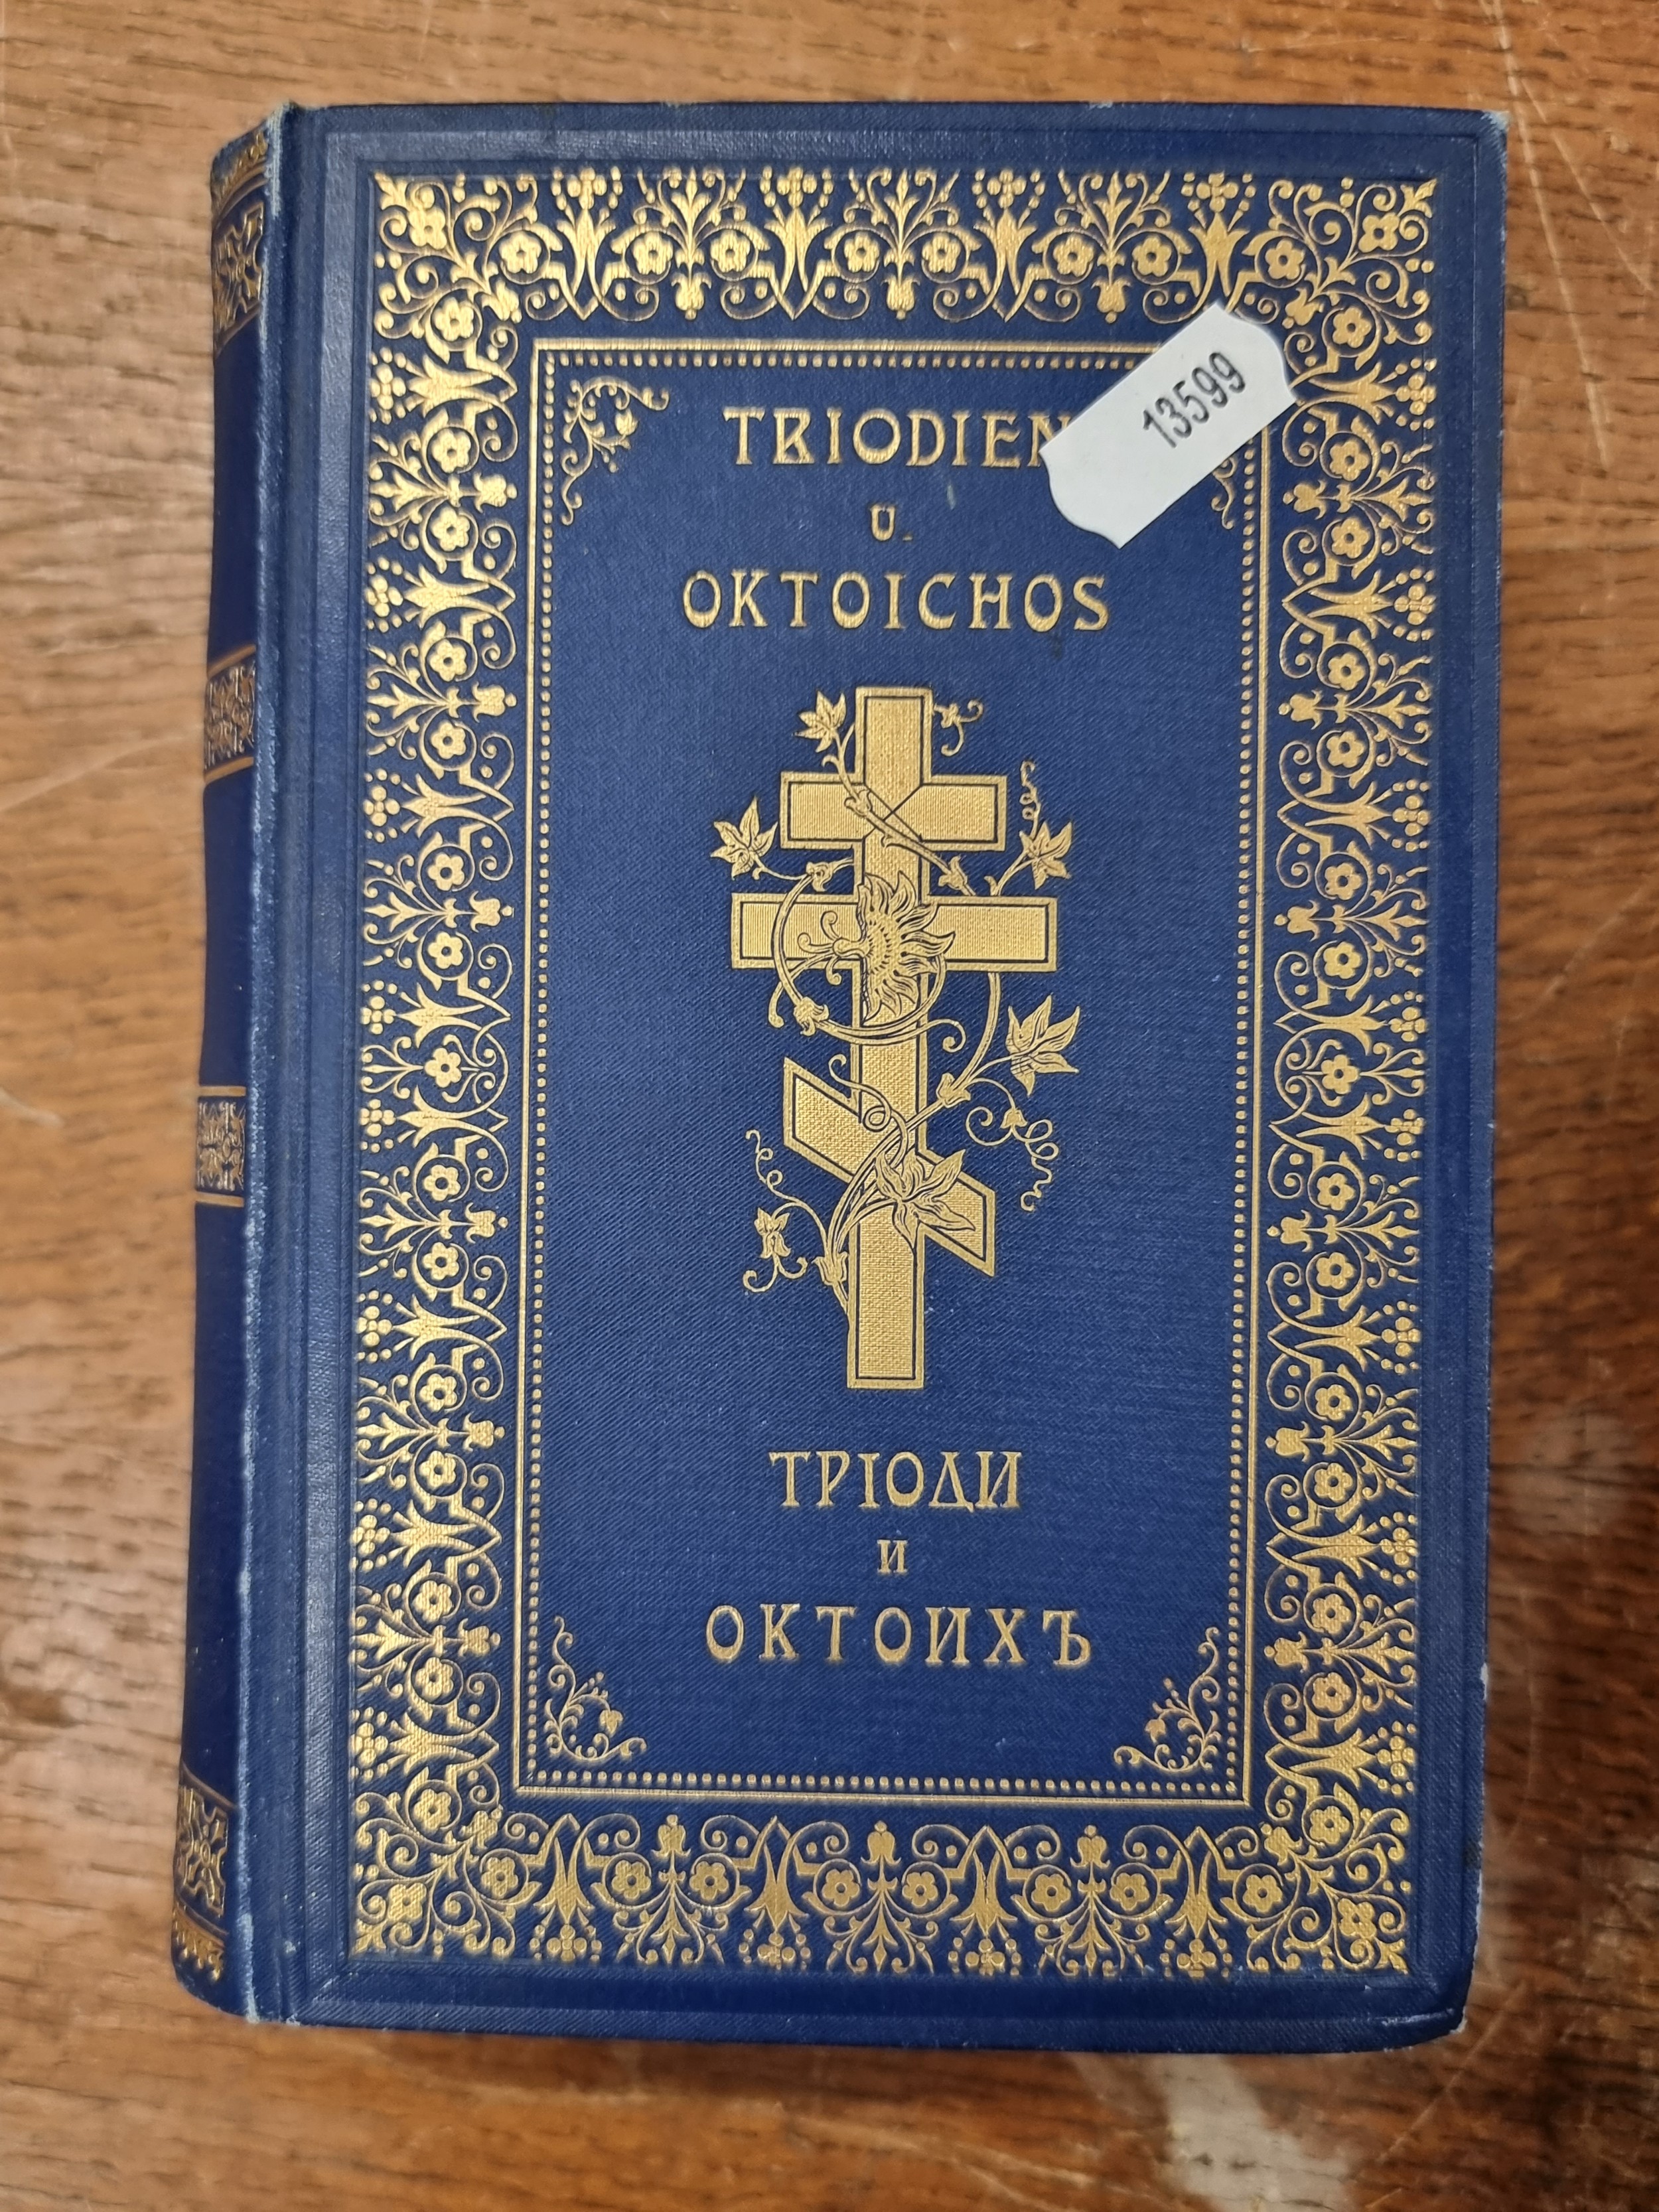 TRIODIEN
U.
OKTOICHOS
13599
ТРІОДИ
И
ОКТОИХЪ